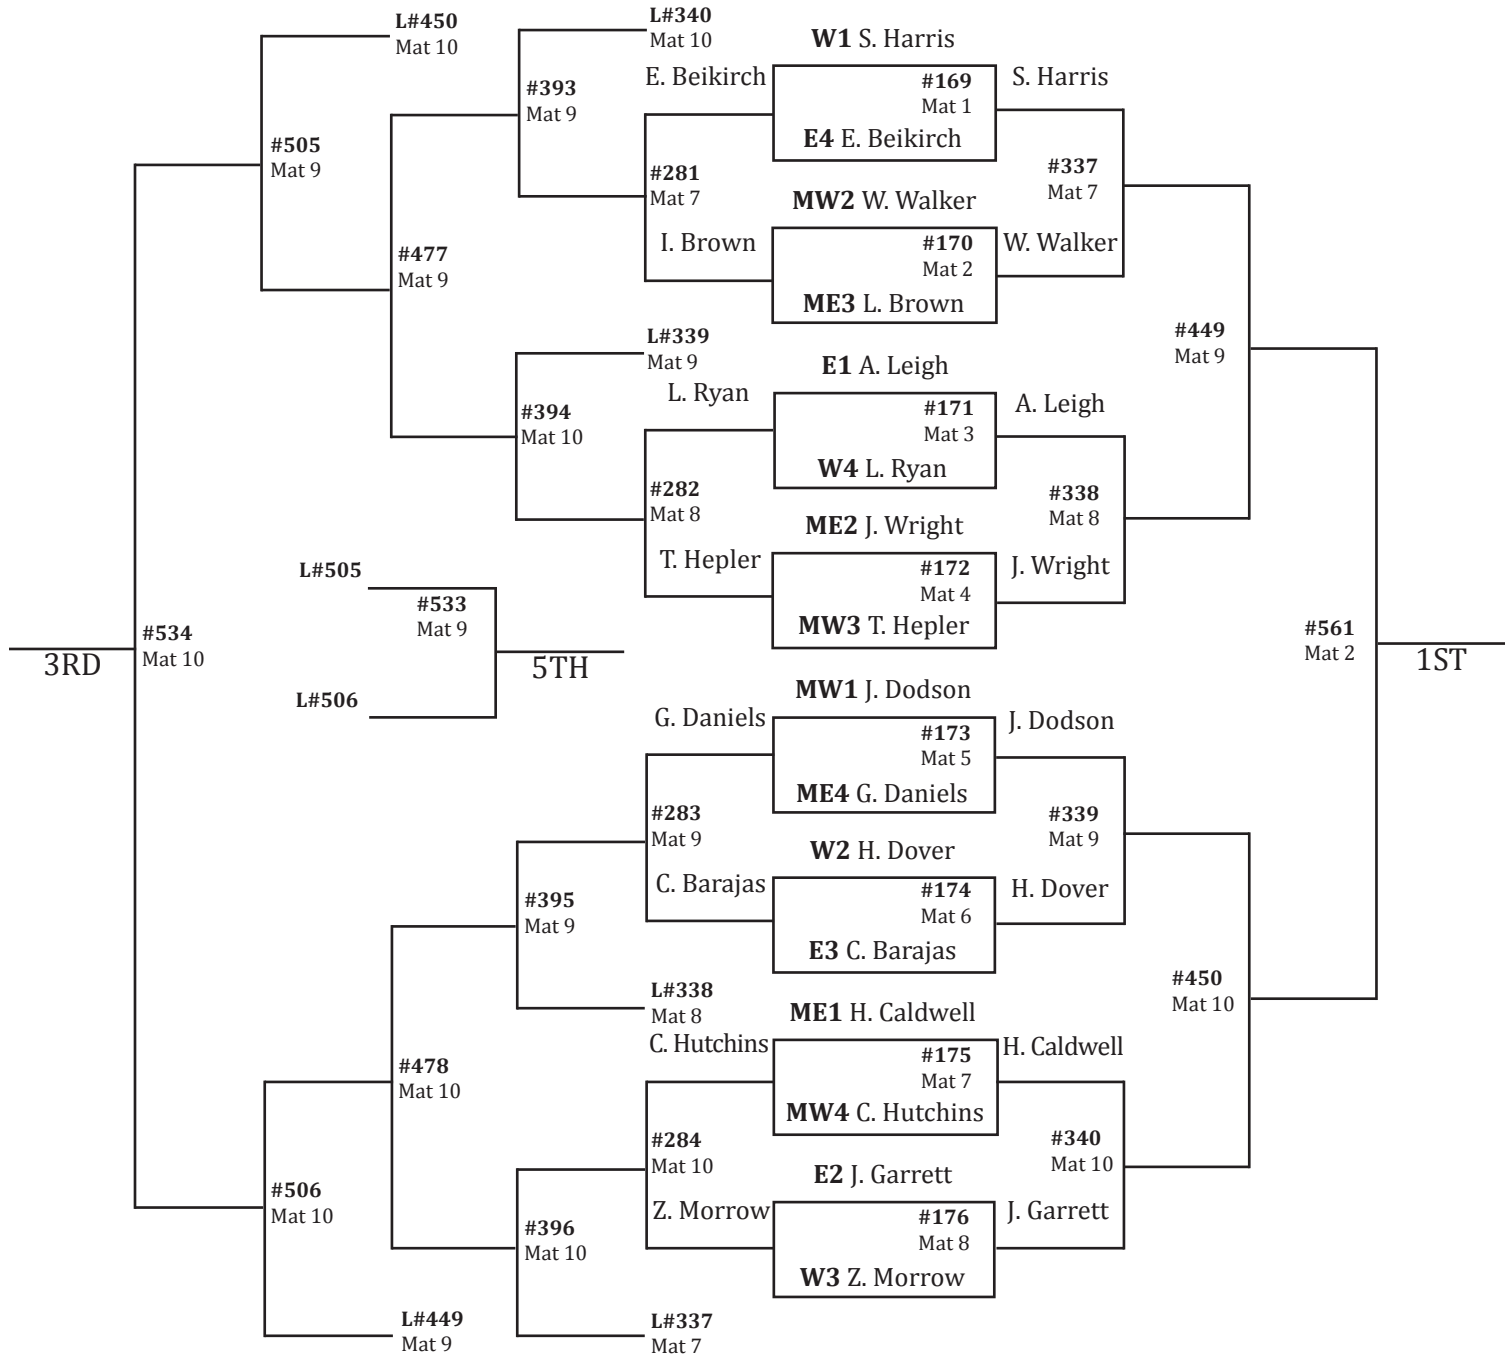 L#450
Mat 10
L#340
Mat 10
W1 S. Harris
E. Beikirch
#169
Mat 1
S. Harris
#393
Mat 9
E4 E. Beikirch
#505
Mat 9
#281
Mat 7
#337
Mat 7
MW2 W. Walker
I. Brown
#170
Mat 2
W. Walker
#477
Mat 9
ME3 L. Brown
L#339
Mat 9
#449
Mat 9
E1 A. Leigh
L. Ryan
#171
Mat 3
A. Leigh
#394
Mat 10
W4 L. Ryan
#282
Mat 8
#338
Mat 8
ME2 J. Wright
T. Hepler
#172
Mat 4
J. Wright
L#505
#533
Mat 9
MW3 T. Hepler
#534
Mat 10
#561
Mat 2
3RD
5TH
1ST
L#506
MW1 J. Dodson
G. Daniels
#173
Mat 5
J. Dodson
ME4 G. Daniels
#283
Mat 9
#339
Mat 9
W2 H. Dover
C. Barajas
#174
Mat 6
H. Dover
#395
Mat 9
E3 C. Barajas
L#338
Mat 8
#450
Mat 10
ME1 H. Caldwell
C. Hutchins
#175
Mat 7
H. Caldwell
#478
Mat 10
MW4 C. Hutchins
#284
Mat 10
#340
Mat 10
E2 J. Garrett
#506
Mat 10
Z. Morrow
#176
Mat 8
J. Garrett
#396
Mat 10
W3 Z. Morrow
L#449
Mat 9
L#337
Mat 7